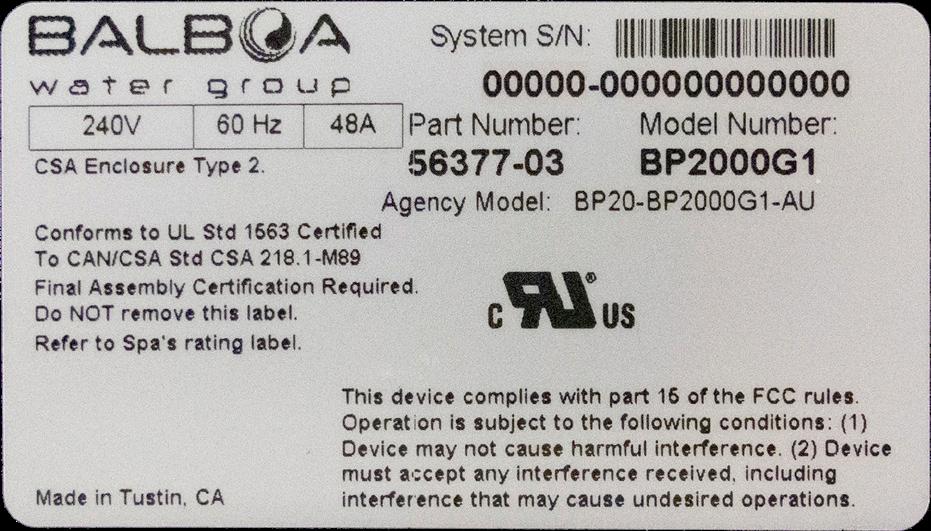 BALBOA
water group
System S/N:
00000-000000000000
240V 60 Hz 48A
Part Number: Model Number:
56377-03 BP2000G1
CSA Enclosure Type 2.
Agency Model: BP20-BP2000G1-AU
Conforms to UL Std 1563 Certified
To CAN/CSA Std CSA 218.1-M89
Final Assembly Certification Required.
Do NOT remove this label.
Refer to Spa's rating label.
C RU ® US
This device complies with part 15 of the FCC rules.
Operation is subject to the following conditions: (1)
Device may not cause harmful interference. (2) Device
must accept any interference received, including
interference that may cause undesired operations.
Made in Tustin, CA